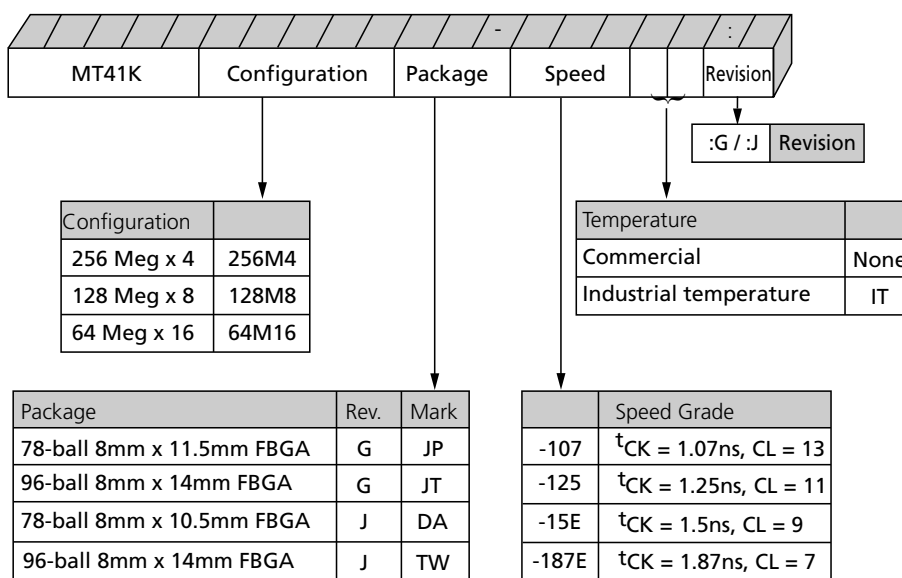 - :
MT41K Configuration Package Speed Revision
:G / :J Revision
Configuration
256 Meg x 4 256M4
128 Meg x 8 128M8
64 Meg x 16 64M16
Temperature
Commercial None
Industrial temperature IT
Package Rev. Mark
78-ball 8mm x 11.5mm FBGA G JP
96-ball 8mm x 14mm FBGA G JT
78-ball 8mm x 10.5mm FBGA J DA
96-ball 8mm x 14mm FBGA J TW
Speed Grade
-107 tCK = 1.07ns, CL = 13
-125 tCK = 1.25ns, CL = 11
-15E tCK = 1.5ns, CL = 9
-187E tCK = 1.87ns, CL = 7